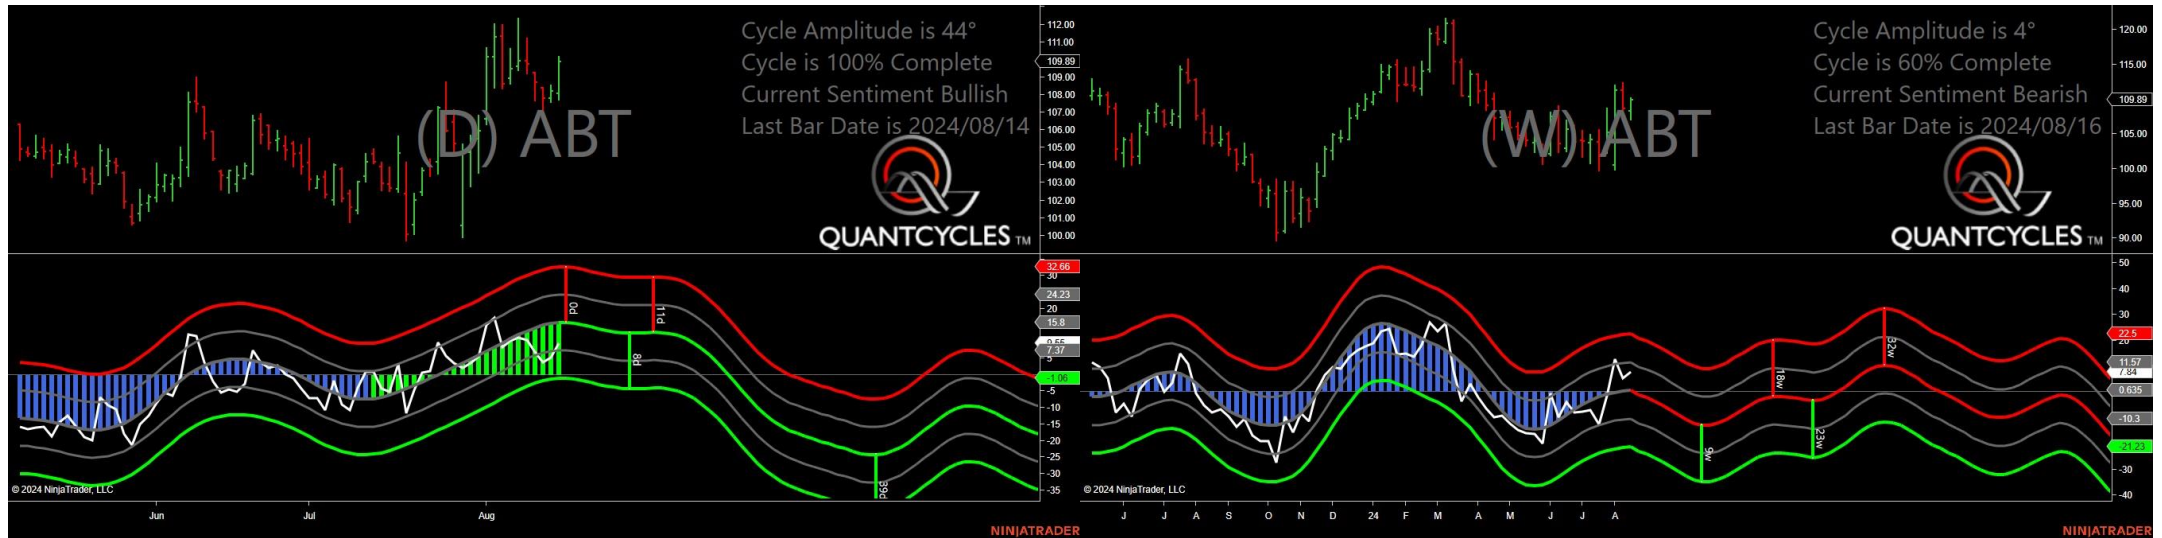 Cycle Amplitude is 44°
Cycle is 100% Complete
Current Sentiment Bullish
Last Bar Date is 2024/08/14
(D) ABT
QUANTCYCLES TM
112.00
111.00
109.89
109.00
108.00
107.00
106.00
105.00
104.00
103.00
102.00
101.00
100.00
32.66
30
24.23
20
15.8
7.37
5
-1.06
-5
-10
-15
-20
-25
-30
-35
0d
11d
8d
39d
© 2024 NinjaTrader, LLC
Jun
Jul
Aug
NINJATRADER
Cycle Amplitude is 4°
Cycle is 60% Complete
Current Sentiment Bearish
Last Bar Date is 2024/08/16
(W) ABT
QUANTCYCLES TM
120.00
115.00
109.89
105.00
100.00
95.00
90.00
50
40
30
22.5
20
11.57
7.84
0.635
-10.3
-21.23
-30
-40
18w
32w
9w
23w
© 2024 NinjaTrader, LLC
J
J
A
S
O
N
D
24
F
M
A
M
J
J
A
NINJATRADER